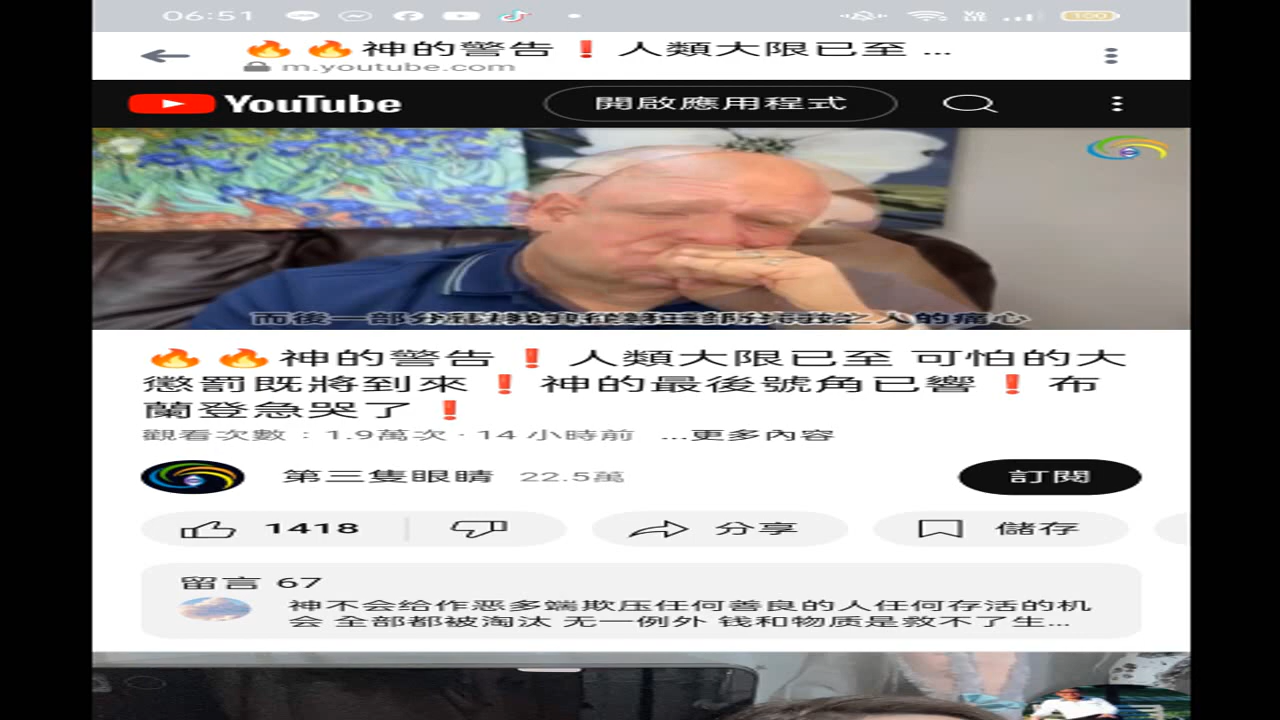 06:51
VO LTE
100
🔥🔥神的警告❗人類大限已至 ...
m.youtube.com
YouTube
開啟應用程式
🔥🔥神的警告❗人類大限已至 可怕的大
懲罰既將到來❗神的最後號角已響❗布
蘭登急哭了❗
觀看次數：1.9萬次 · 14 小時前 ...更多內容
第三隻眼睛 22.5萬
訂閱
1418
分享
儲存
留言 67
神不会给作恶多端欺压任何善良的人任何存活的机
会 全部都被淘汰 无一例外 钱和物质是救不了生...